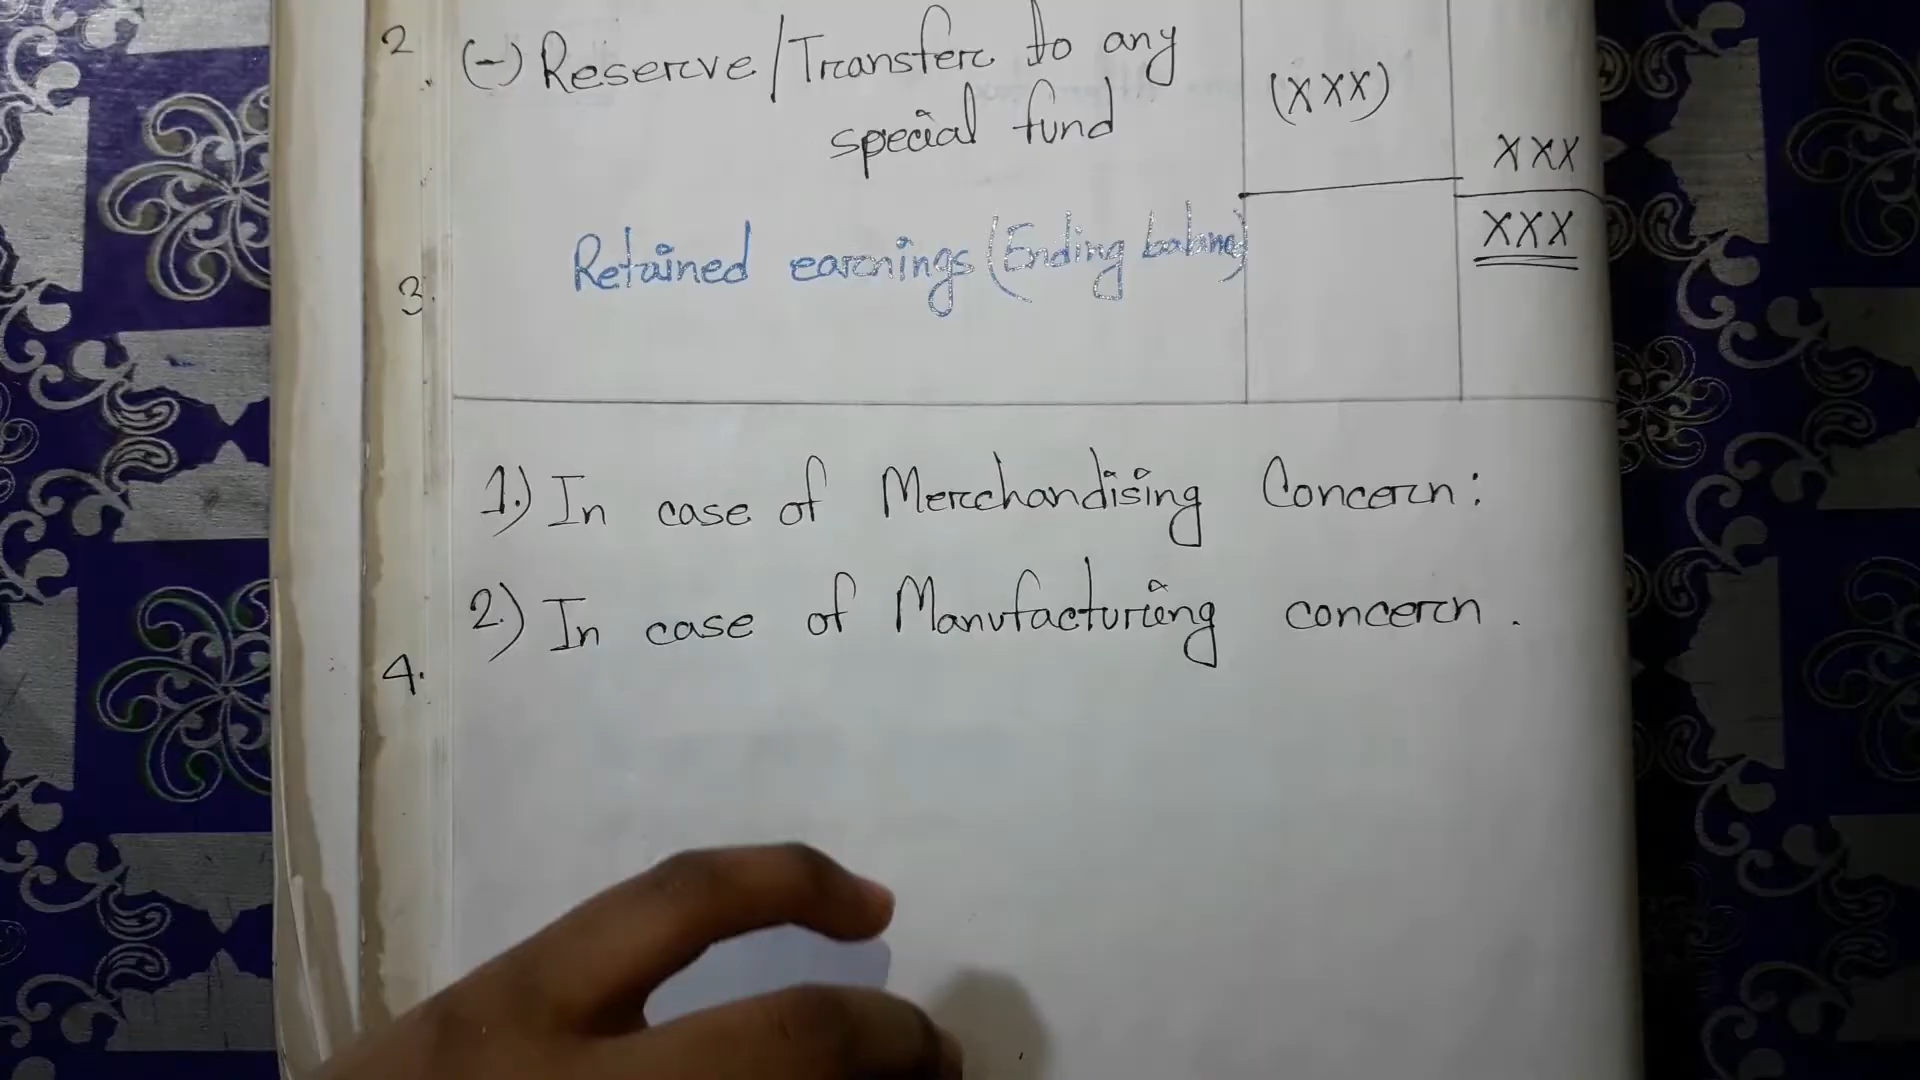 2. (-) Reserve/Transfer to any
special fund
(XXX)
XXX
3. Retained earnings (Ending balance)
XXX
1.) In case of Merchandising Concern:
2.) In case of Manufacturing concern.
4.